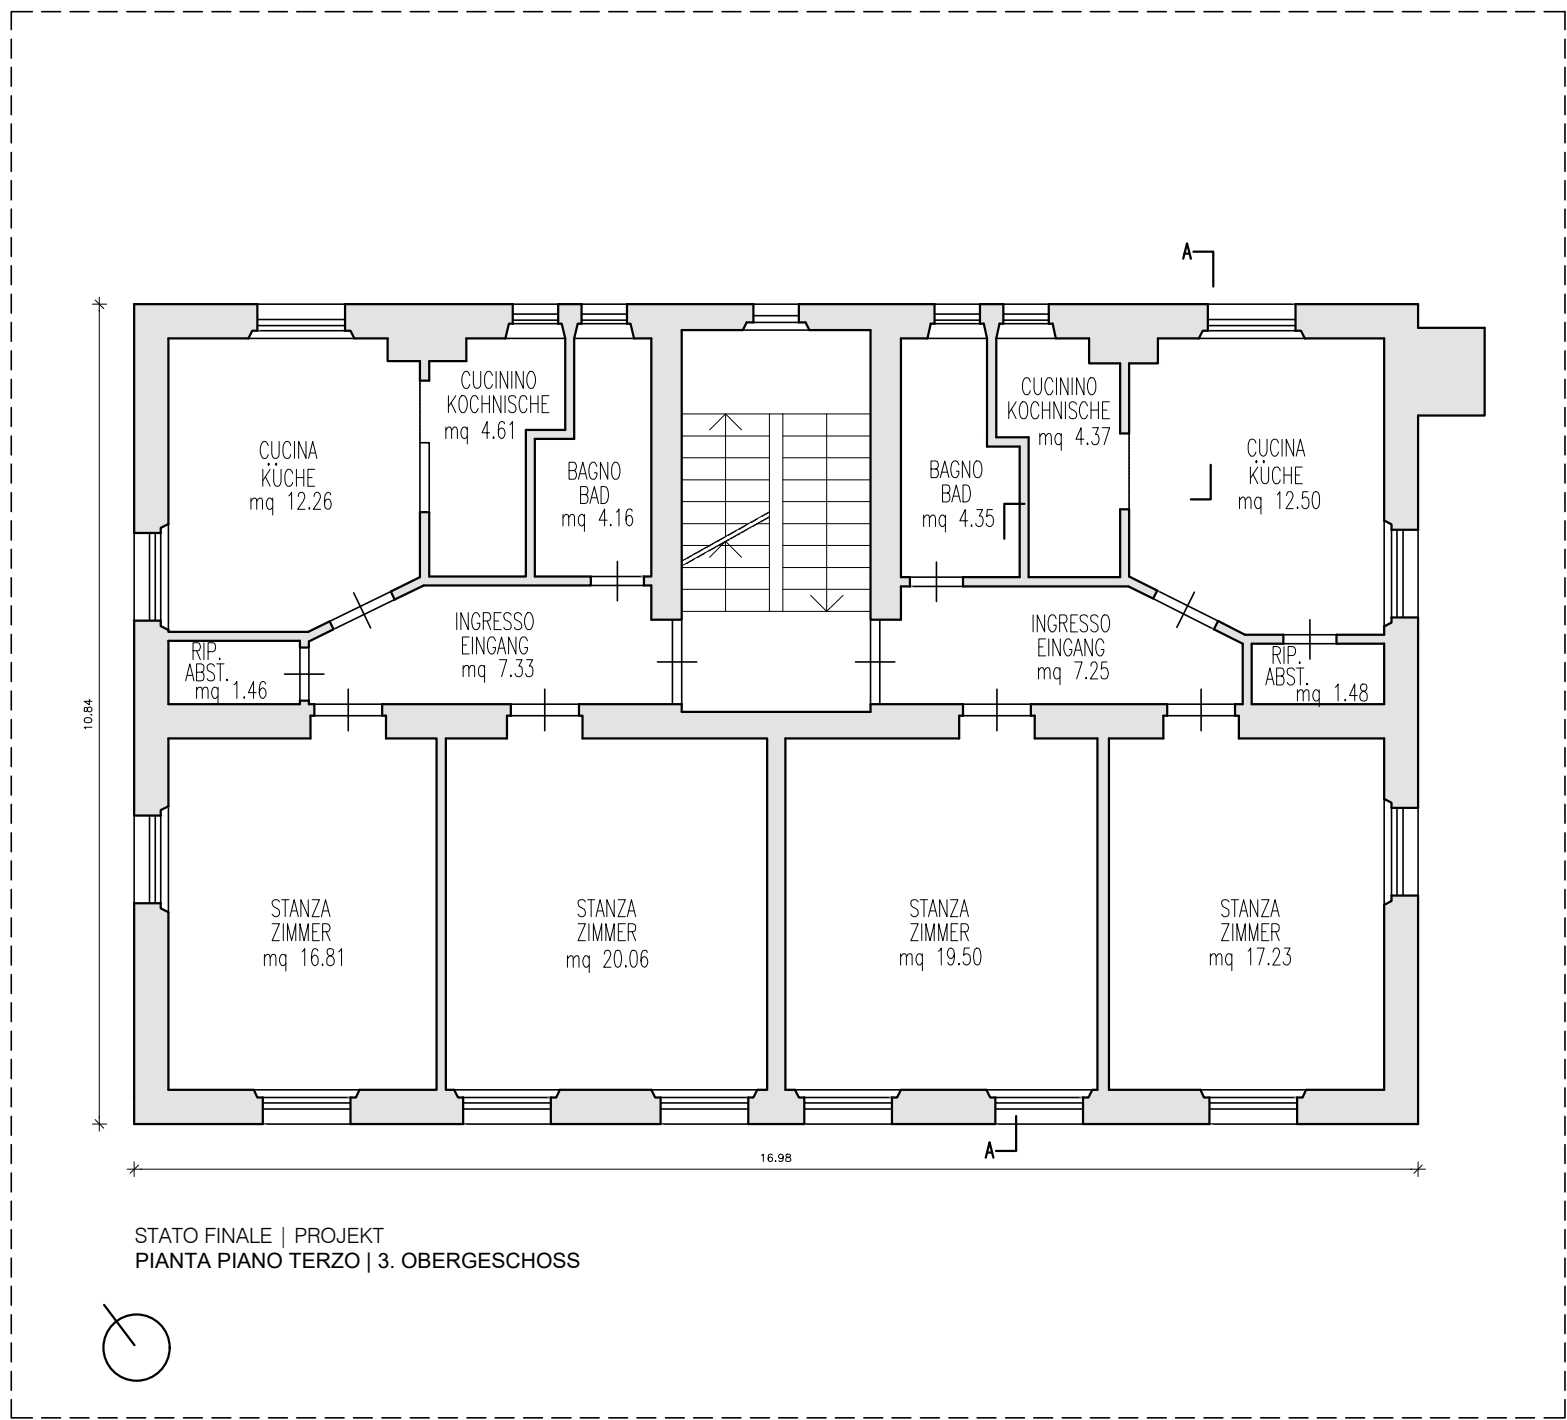 A
CUCININO
KOCHNISCHE
mq 4.61
CUCININO
KOCHNISCHE
mq 4.37
CUCINA
KÜCHE
mq 12.26
BAGNO
BAD
mq 4.16
BAGNO
BAD
mq 4.35
CUCINA
KÜCHE
mq 12.50
RIP.
ABST.
mq 1.46
INGRESSO
EINGANG
mq 7.33
INGRESSO
EINGANG
mq 7.25
RIP.
ABST.
mq 1.48
10.84
STANZA
ZIMMER
mq 16.81
STANZA
ZIMMER
mq 20.06
STANZA
ZIMMER
mq 19.50
STANZA
ZIMMER
mq 17.23
A
16.98
STATO FINALE | PROJEKT
PIANTA PIANO TERZO | 3. OBERGESCHOSS